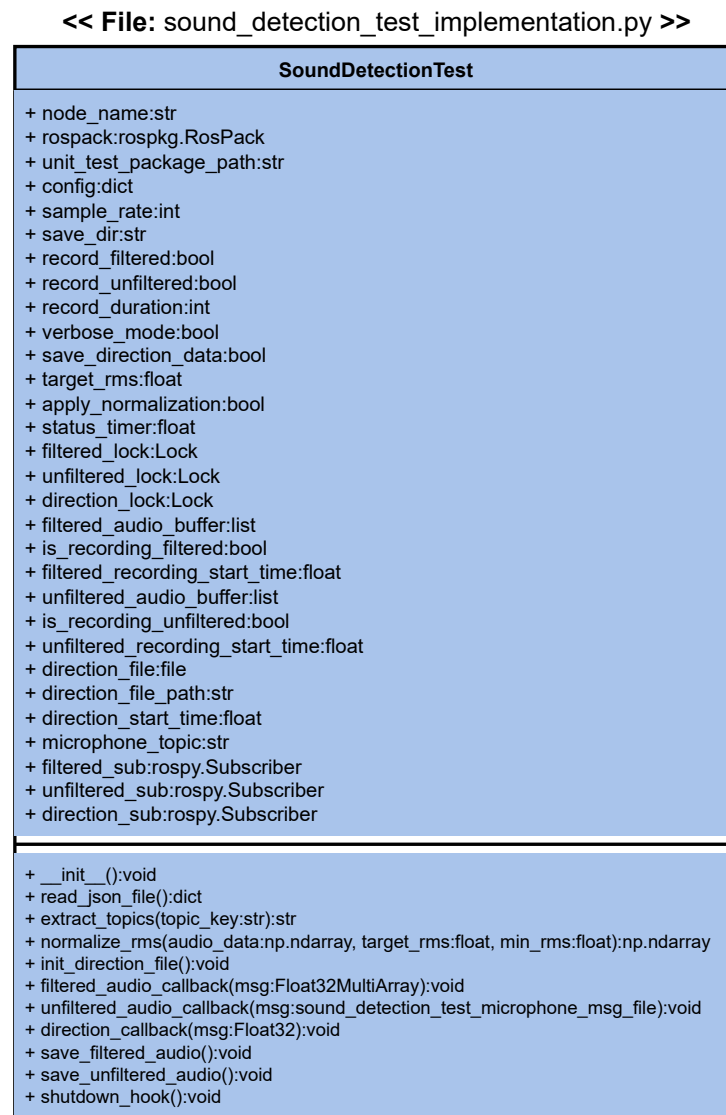 << File: sound_detection_test_implementation.py >>
SoundDetectionTest
+ node_name:str
+ rospack:rospkg.RosPack
+ unit_test_package_path:str
+ config:dict
+ sample_rate:int
+ save_dir:str
+ record_filtered:bool
+ record_unfiltered:bool
+ record_duration:int
+ verbose_mode:bool
+ save_direction_data:bool
+ target_rms:float
+ apply_normalization:bool
+ status_timer:float
+ filtered_lock:Lock
+ unfiltered_lock:Lock
+ direction_lock:Lock
+ filtered_audio_buffer:list
+ is_recording_filtered:bool
+ filtered_recording_start_time:float
+ unfiltered_audio_buffer:list
+ is_recording_unfiltered:bool
+ unfiltered_recording_start_time:float
+ direction_file:file
+ direction_file_path:str
+ direction_start_time:float
+ microphone_topic:str
+ filtered_sub:rospy.Subscriber
+ unfiltered_sub:rospy.Subscriber
+ direction_sub:rospy.Subscriber
+ __init__():void
+ read_json_file():dict
+ extract_topics(topic_key:str):str
+ normalize_rms(audio_data:np.ndarray, target_rms:float, min_rms:float):np.ndarray
+ init_direction_file():void
+ filtered_audio_callback(msg:Float32MultiArray):void
+ unfiltered_audio_callback(msg:sound_detection_test_microphone_msg_file):void
+ direction_callback(msg:Float32):void
+ save_filtered_audio():void
+ save_unfiltered_audio():void
+ shutdown_hook():void